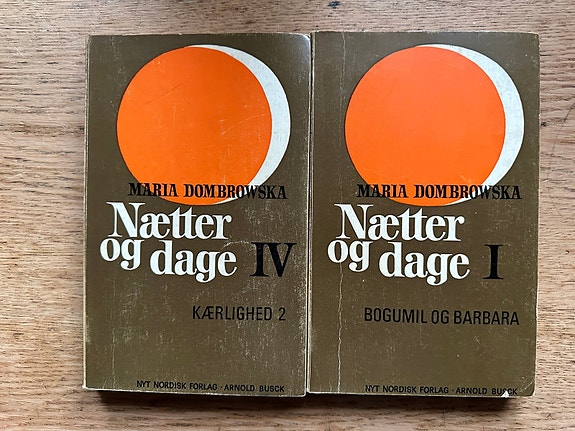 MARIA DOMBROWSKA
Nætter
og dage IV
KÆRLIGHED 2
NYT NORDISK FORLAG · ARNOLD BUSCK
MARIA DOMBROWSKA
Nætter
og dage I
BOGUMIL OG BARBARA
NYT NORDISK FORLAG · ARNOLD BUSCK